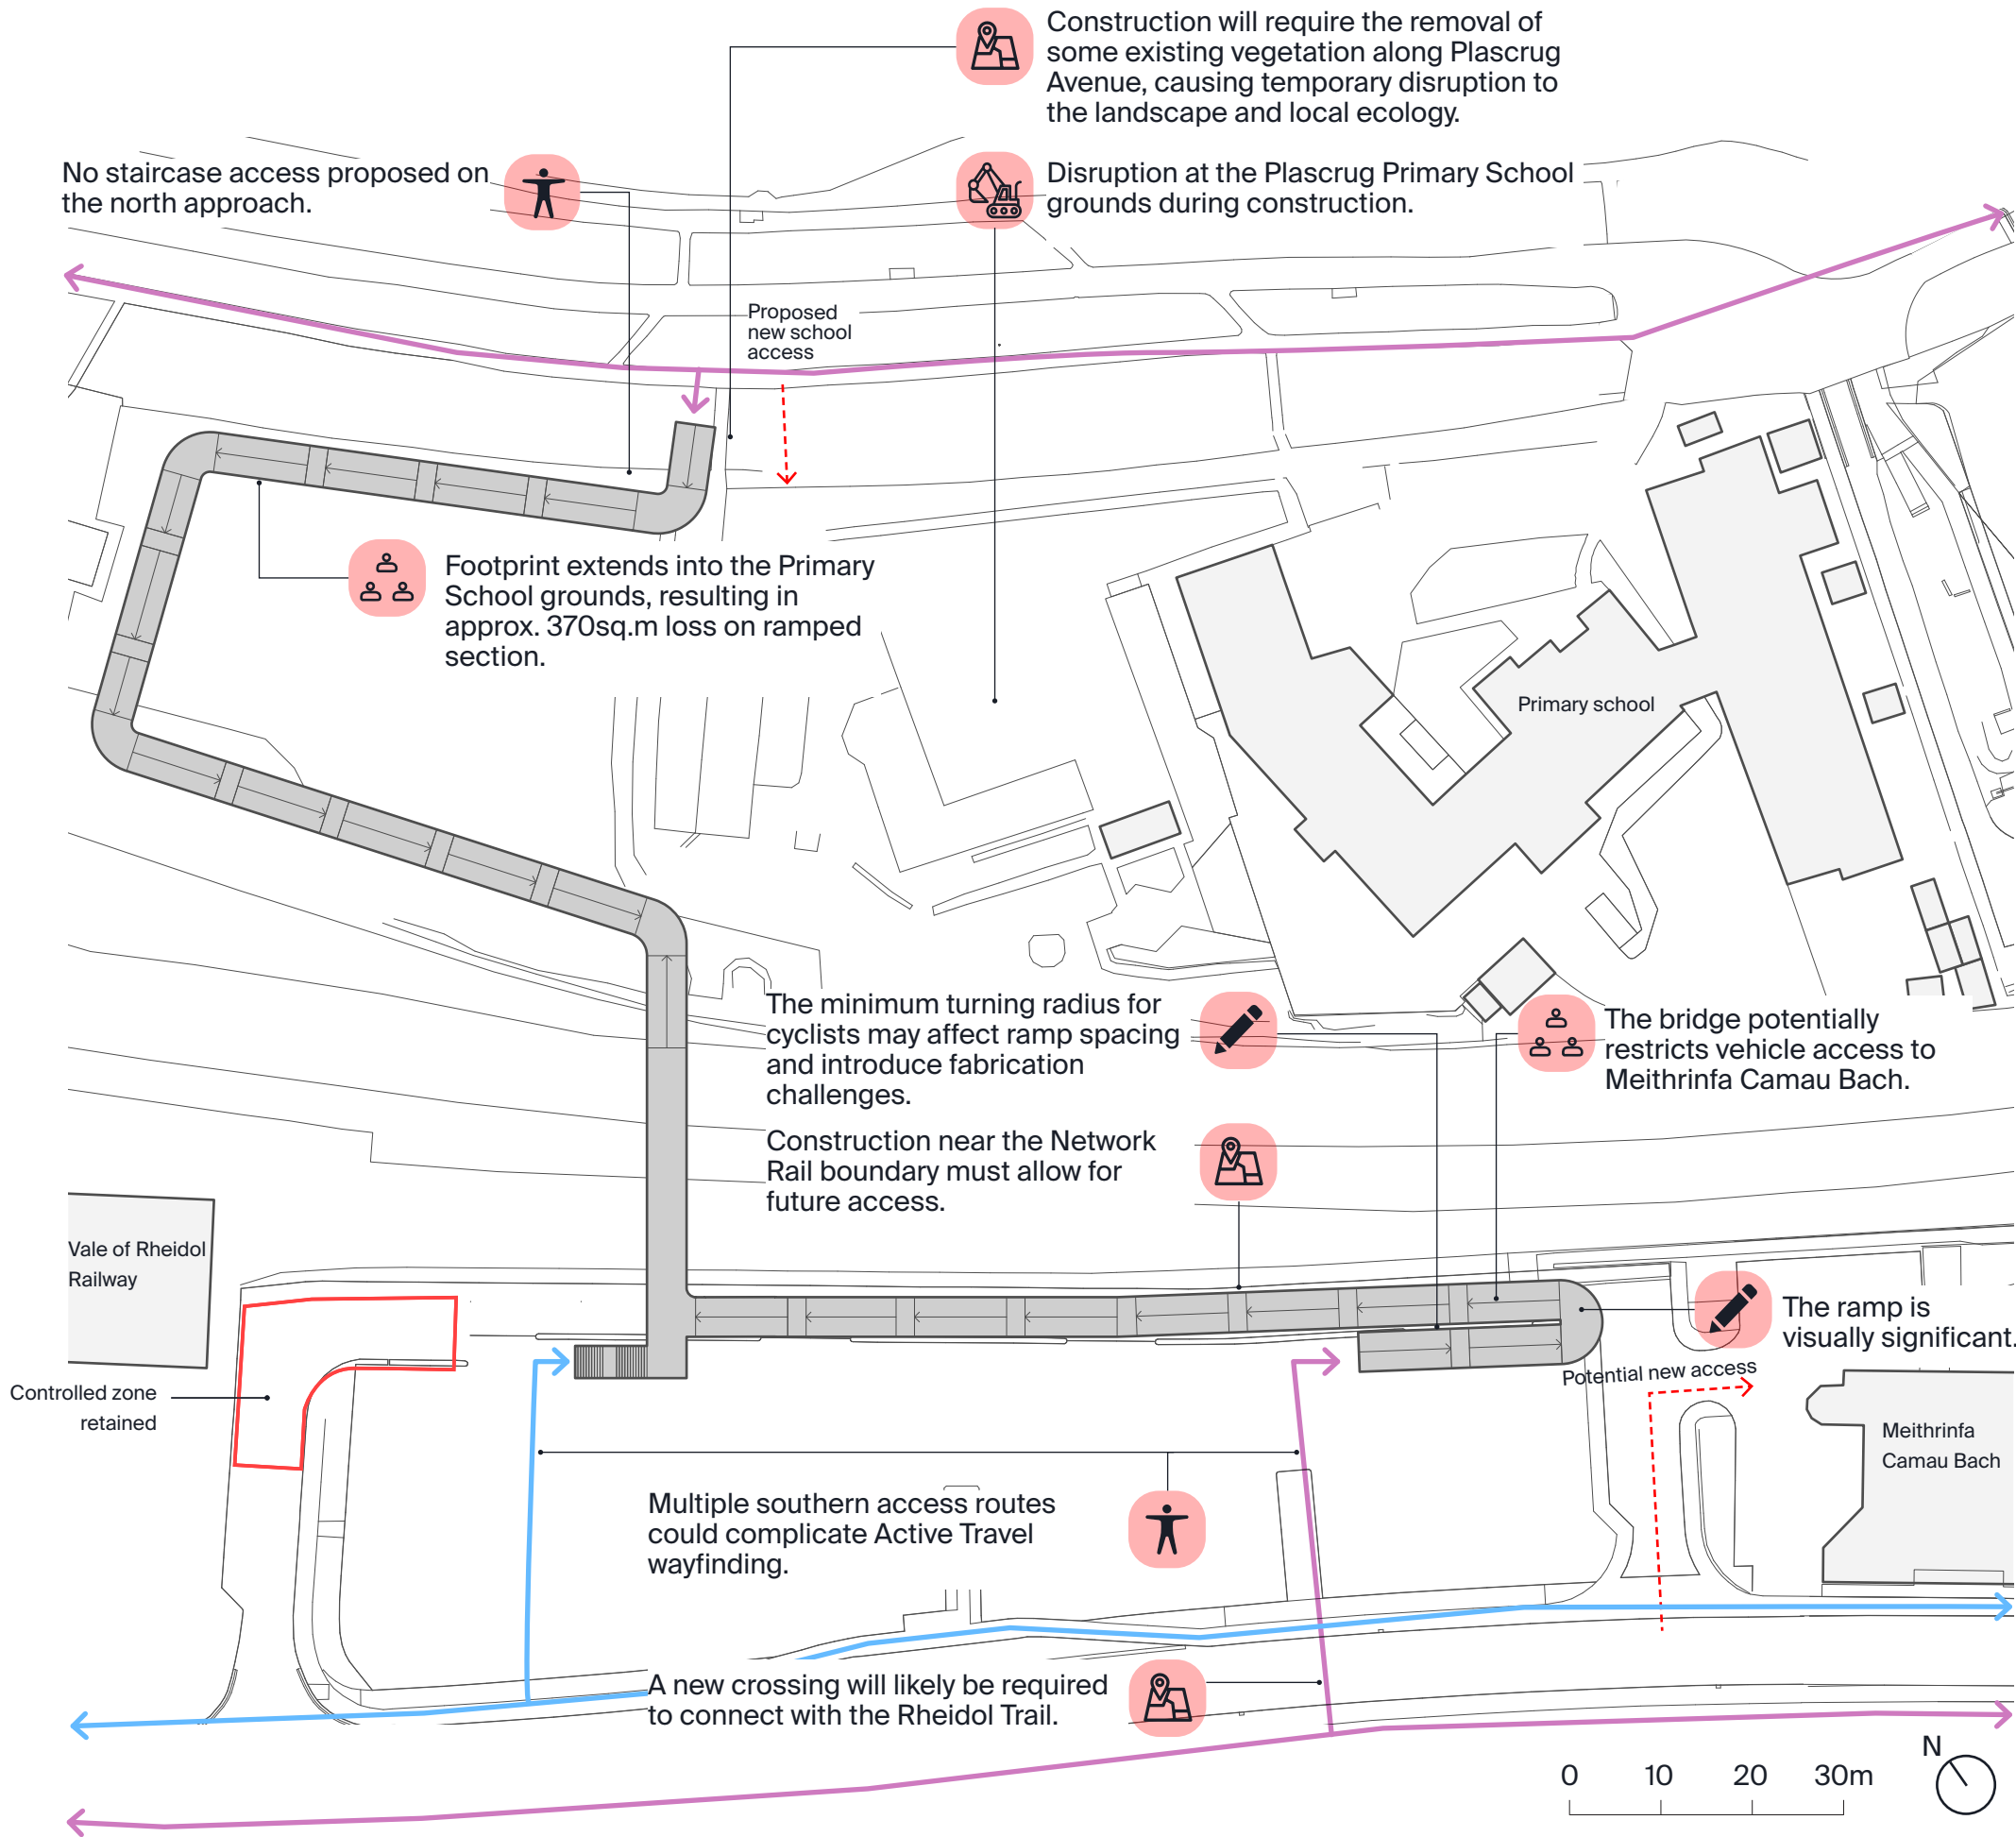 Construction will require the removal of
some existing vegetation along Plascrug
Avenue, causing temporary disruption to
the landscape and local ecology.
No staircase access proposed on
the north approach.
Disruption at the Plascrug Primary School
grounds during construction.
Proposed
new school
access
Footprint extends into the Primary
School grounds, resulting in
approx. 370sq.m loss on ramped
section.
Primary school
The minimum turning radius for
cyclists may affect ramp spacing
and introduce fabrication
challenges.
The bridge potentially
restricts vehicle access to
Meithrinfa Camau Bach.
Construction near the Network
Rail boundary must allow for
future access.
Vale of Rheidol
Railway
The ramp is
visually significant.
Potential new access
Controlled zone
retained
Meithrinfa
Camau Bach
Multiple southern access routes
could complicate Active Travel
wayfinding.
A new crossing will likely be required
to connect with the Rheidol Trail.
N
0 10 20 30m